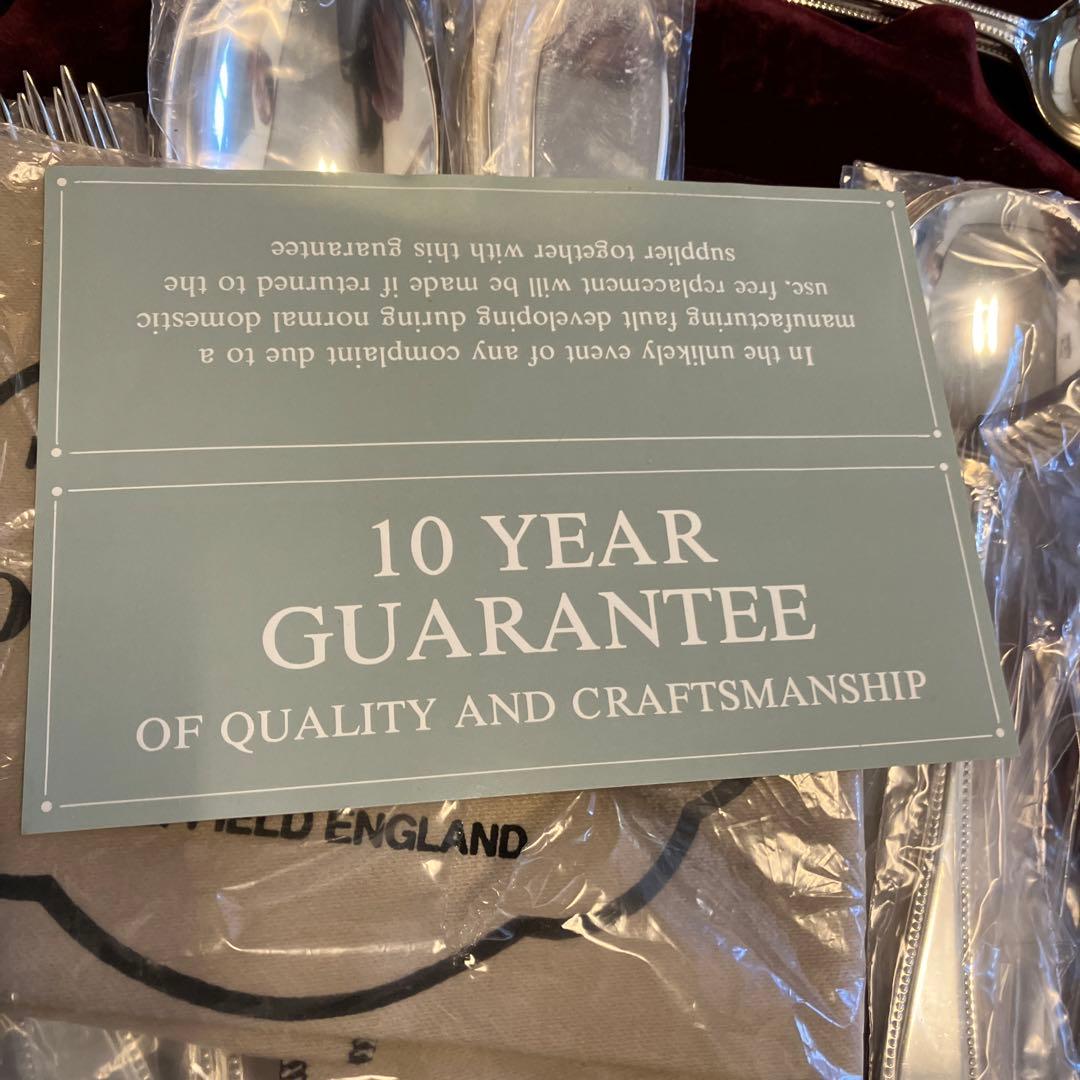 In the unlikely event of any complaint due to a
manufacturing fault developing during normal domestic
use, free replacement will be made if returned to the
supplier together with this guarantee
10 YEAR
GUARANTEE
OF QUALITY AND CRAFTSMANSHIP
ENGLAND